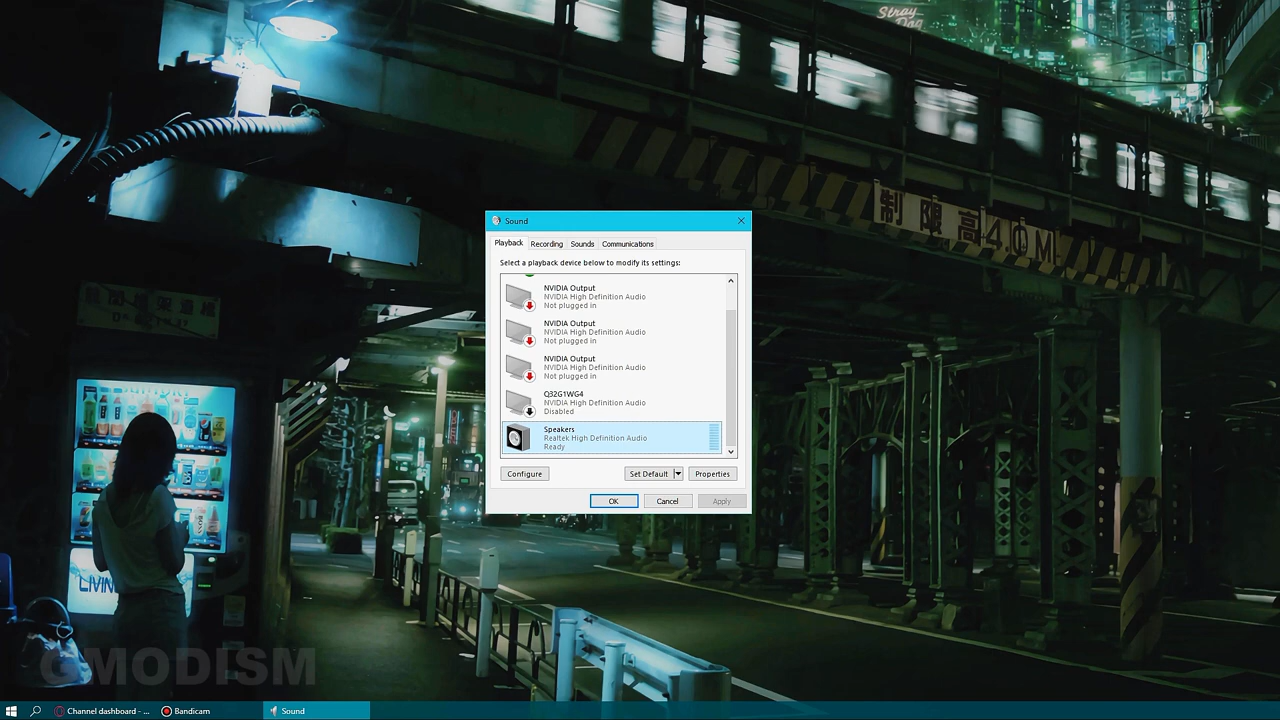 Stray
Dog
制限高4.0M
Sound
Playback Recording Sounds Communications
Select a playback device below to modify its settings:
NVIDIA Output
NVIDIA High Definition Audio
Not plugged in
NVIDIA Output
NVIDIA High Definition Audio
Not plugged in
NVIDIA Output
NVIDIA High Definition Audio
Not plugged in
Q32G1WG4
NVIDIA High Definition Audio
Disabled
Speakers
Realtek High Definition Audio
Ready
Configure Set Default Properties
OK Cancel Apply
LIVIN
GMODISM
Channel dashboard - ... Bandicam Sound